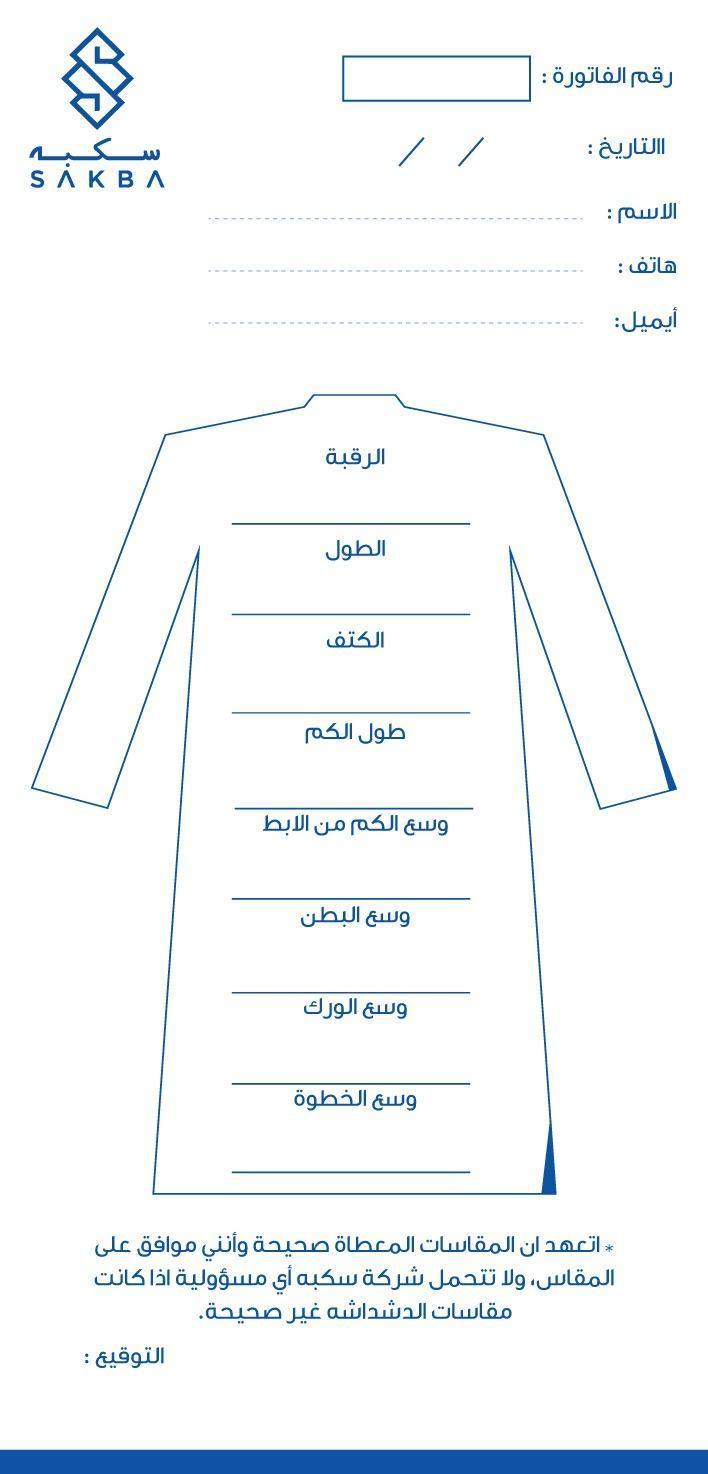 سكبه
SAKBA
رقم الفاتورة :
االتاريخ : / /
الاسم :
هاتف :
أيميل:
الرقبة
الطول
الكتف
طول الكم
وسع الكم من الابط
وسع البطن
وسع الورك
وسع الخطوة
* اتعهد ان المقاسات المعطاة صحيحة وأنني موافق على
المقاس، ولا تتحمل شركة سكبه أي مسؤولية اذا كانت
مقاسات الدشداشه غير صحيحة.
التوقيع :